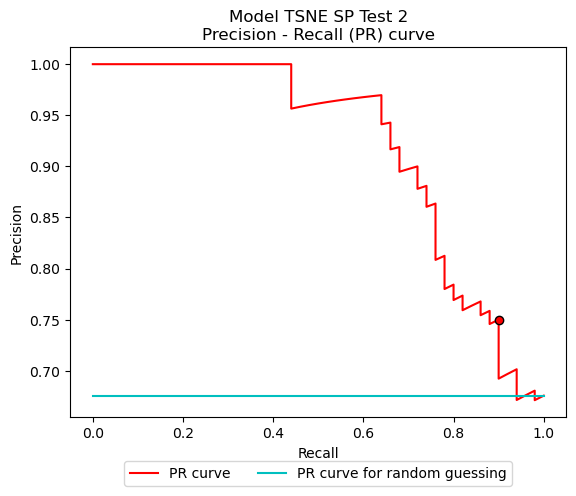 Model TSNE SP Test 2
Precision - Recall (PR) curve
1.00
0.95
0.90
0.85
0.80
0.75
0.70
Precision
0.0 0.2 0.4 0.6 0.8 1.0
Recall
PR curve PR curve for random guessing